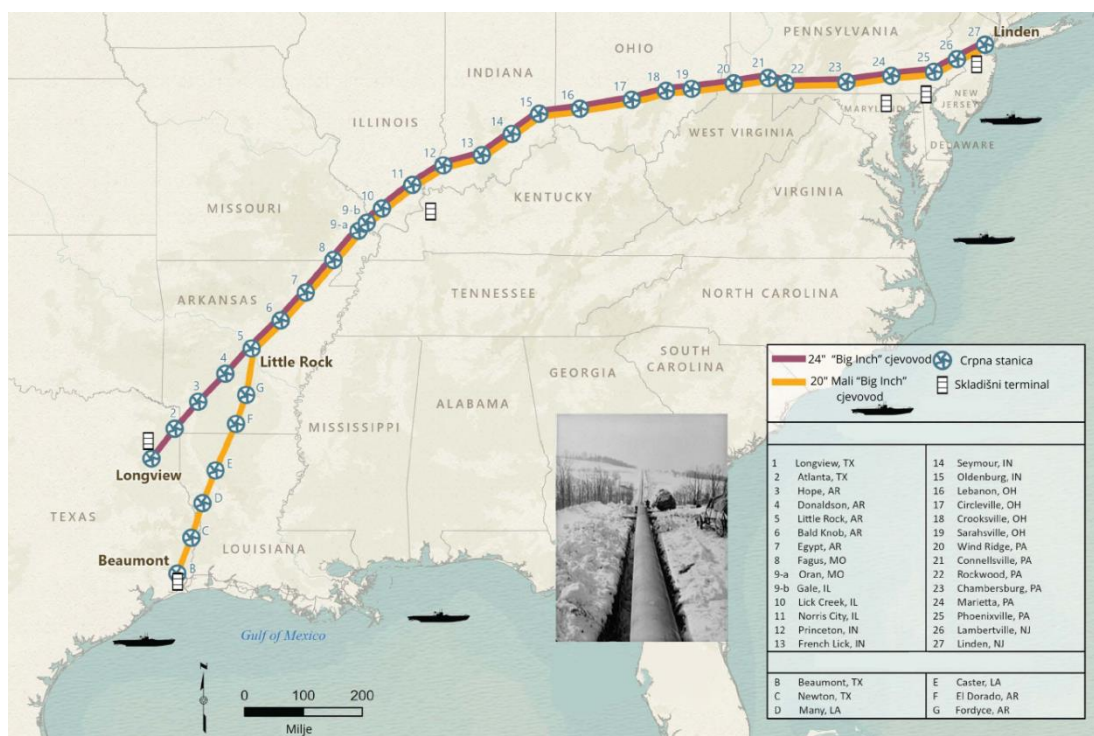 PENNSYLVANIA
27
Linden
OHIO
26
INDIANA
25
24
23
22
21
20
19
18
17
16
15
NEW
JERSEY
MARYLAND
ILLINOIS
14
13
12
WEST VIRGINIA
DELAWARE
11
KENTUCKY
VIRGINIA
10
9-b
9-a
MISSOURI
8
7
TENNESSEE
NORTH CAROLINA
ARKANSAS
6
5
Little Rock
4
SOUTH
CAROLINA
3
G
GEORGIA
F
ALABAMA
2
MISSISSIPPI
Longview
E
D
TEXAS
C
LOUISIANA
Beaumont
B
Gulf of Mexico
N
0 100 200
Milje
24" “Big Inch” cjevovod
Crpna stanica
20" Mali “Big Inch”
cjevovod
Skladišni terminal
1 Longview, TX
2 Atlanta, TX
3 Hope, AR
4 Donaldson, AR
5 Little Rock, AR
6 Bald Knob, AR
7 Egypt, AR
8 Fagus, MO
9-a Oran, MO
9-b Gale, IL
10 Lick Creek, IL
11 Norris City, IL
12 Princeton, IN
13 French Lick, IN
14 Seymour, IN
15 Oldenburg, IN
16 Lebanon, OH
17 Circleville, OH
18 Crooksville, OH
19 Sarahsville, OH
20 Wind Ridge, PA
21 Connellsville, PA
22 Rockwood, PA
23 Chambersburg, PA
24 Marietta, PA
25 Phoenixville, PA
26 Lambertville, NJ
27 Linden, NJ
B Beaumont, TX
C Newton, TX
D Many, LA
E Caster, LA
F El Dorado, AR
G Fordyce, AR